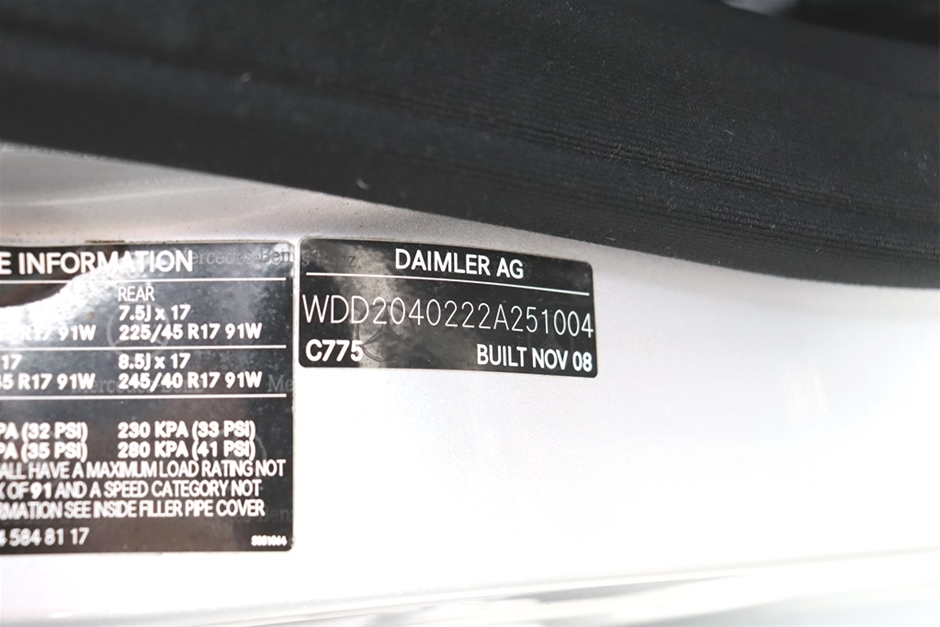 E INFORMATION
REAR
7.5J x 17
R17 91W 225/45 R17 91W
17 8.5J x 17
R17 91W 245/40 R17 91W
PA (32 PSI) 230 KPA (33 PSI)
PA (35 PSI) 280 KPA (41 PSI)
ALL HAVE A MAXIMUM LOAD RATING NOT
X OF 91 AND A SPEED CATEGORY NOT
RMATION SEE INSIDE FILLER PIPE COVER
4 584 81 17
DAIMLER AG
WDD2040222A251004
C775 BUILT NOV 08